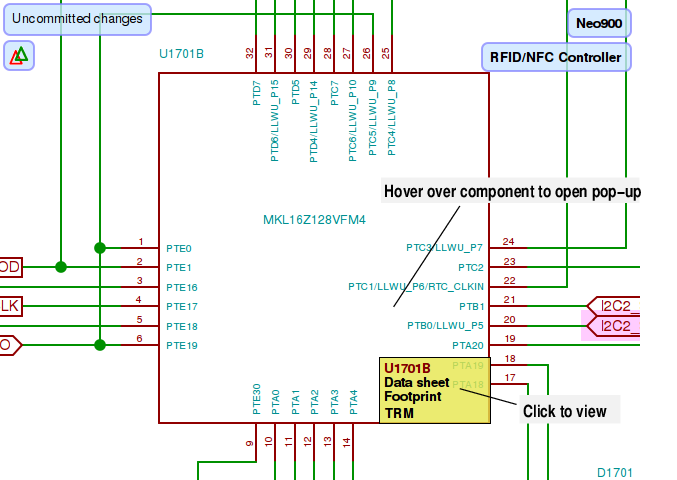 Uncommitted changes
Neo900
RFID/NFC Controller
U1701B
32
31
30
29
28
27
26
25
PTD7
PTD6/LLWU_P15
PTD5
PTD4/LLWU_P14
PTC7
PTC6/LLWU_P10
PTC5/LLWU_P9
PTC4/LLWU_P8
Hover over component to open pop-up
MKL16Z128VFM4
1 PTE0
OD 2 PTE1
3 PTE16
LK 4 PTE17
5 PTE18
O 6 PTE19
PTC3/LLWU_P7 24
PTC2 23
PTC1/LLWU_P6/RTC_CLKIN 22
PTB1 21 I2C2_
PTB0/LLWU_P5 20 I2C2_
PTA20 19
PTA19 18
PTA18 17
U1701B
Data sheet
Footprint
TRM
Click to view
PTE30
PTA0
PTA1
PTA2
PTA3
PTA4
9
10
11
12
13
14
D1701